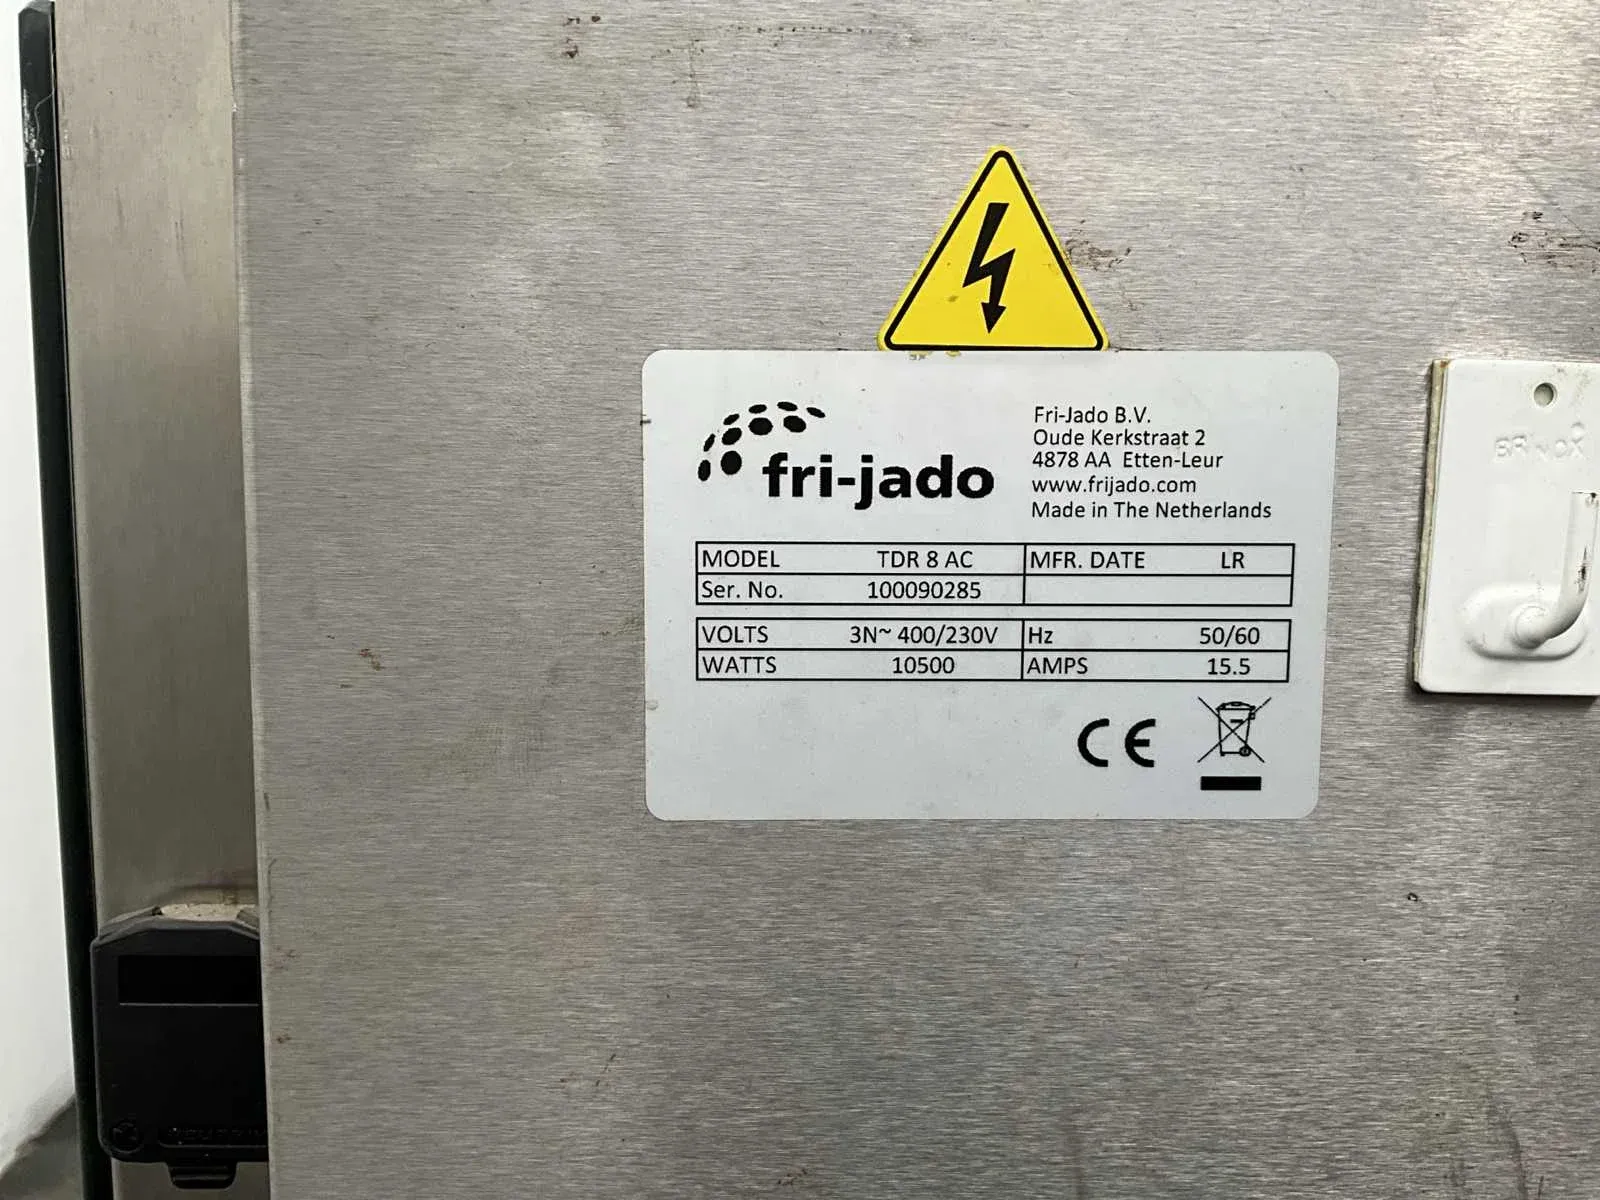 fri-jado
Fri-Jado B.V.
Oude Kerkstraat 2
4878 AA Etten-Leur
www.frijado.com
Made in The Netherlands
MODEL TDR 8 AC MFR. DATE LR
Ser. No. 100090285
VOLTS 3N~ 400/230V Hz 50/60
WATTS 10500 AMPS 15.5
CE